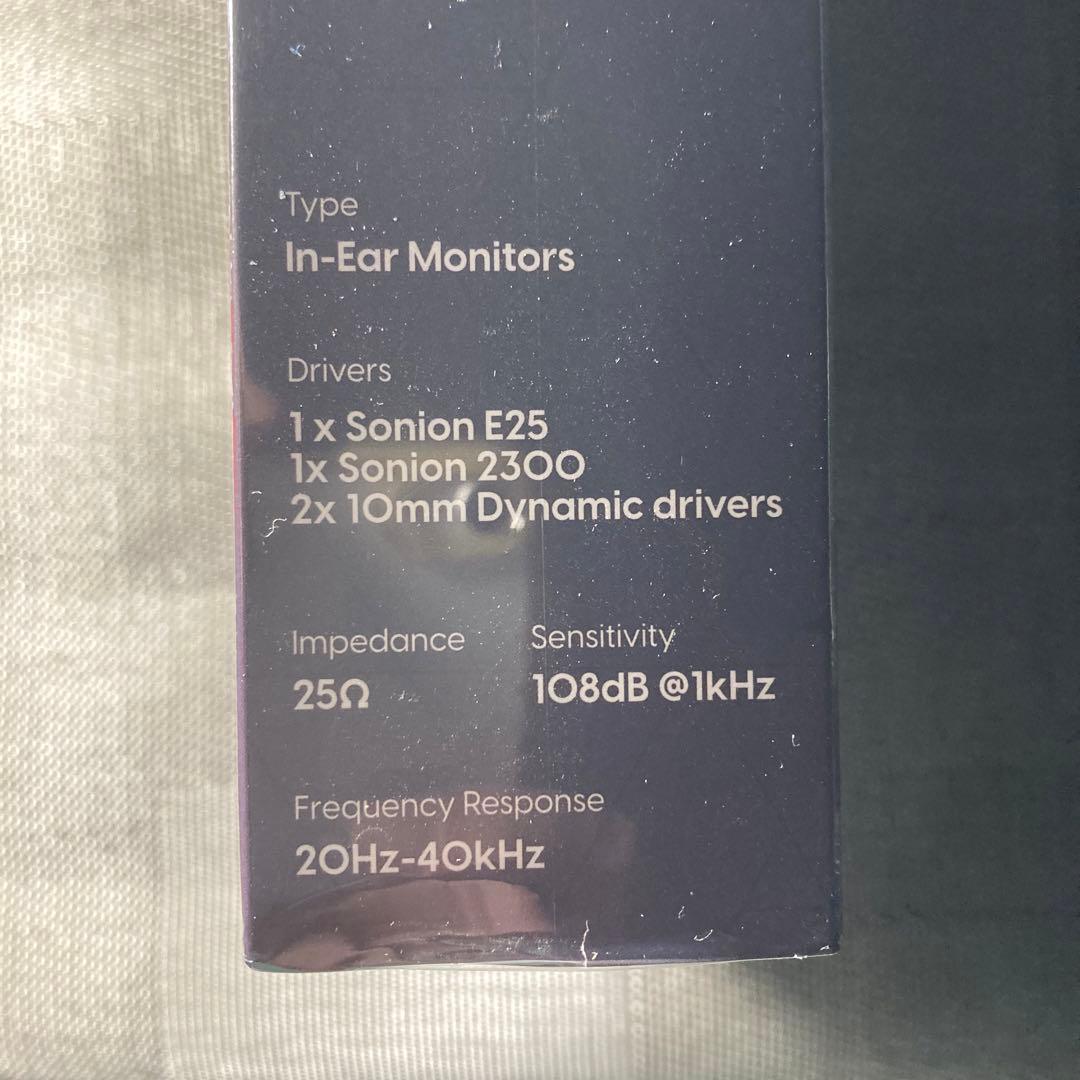 Type
In-Ear Monitors
Drivers
1 x Sonion E25
1x Sonion 2300
2x 10mm Dynamic drivers
Impedance
25Ω
Sensitivity
108dB @1kHz
Frequency Response
20Hz-40kHz